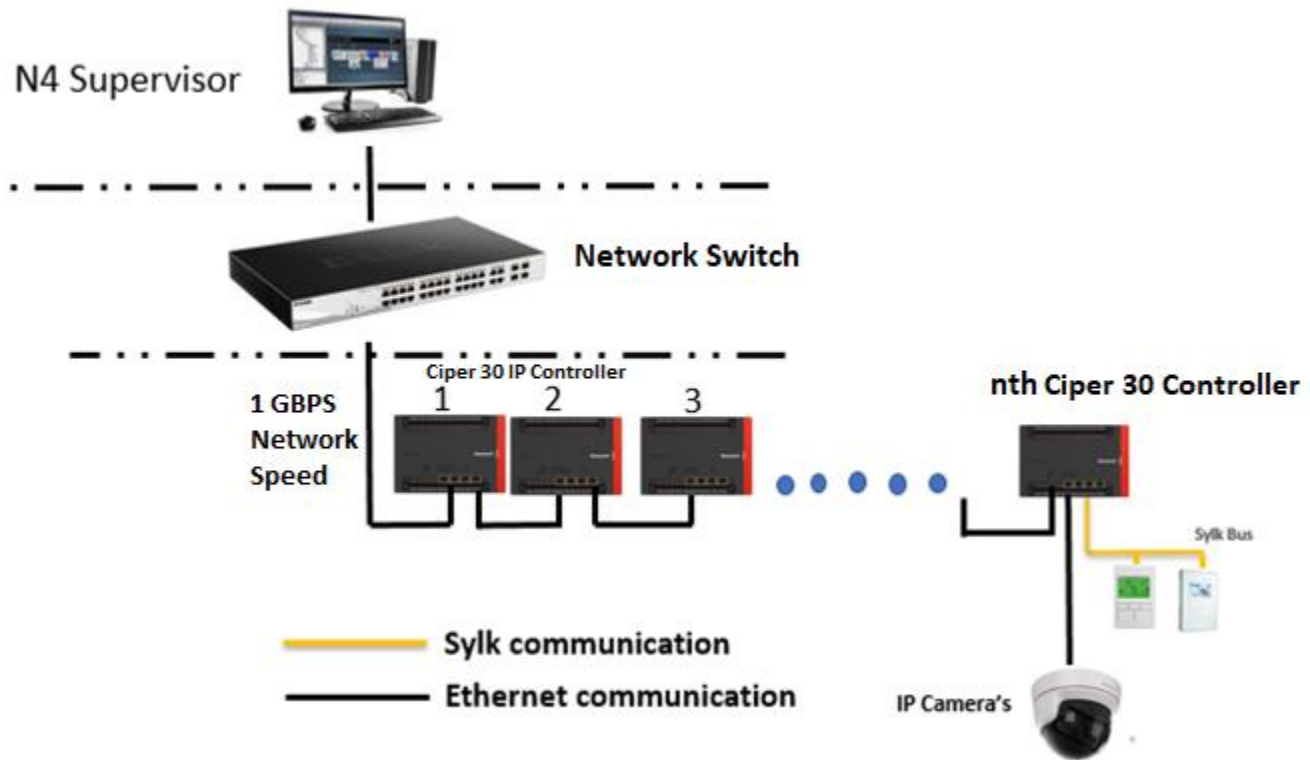 N4 Supervisor
Network Switch
Ciper 30 IP Controller
1 GBPS
Network
Speed
1
2
3
nth Ciper 30 Controller
Sylk Bus
Sylk communication
Ethernet communication
IP Camera's